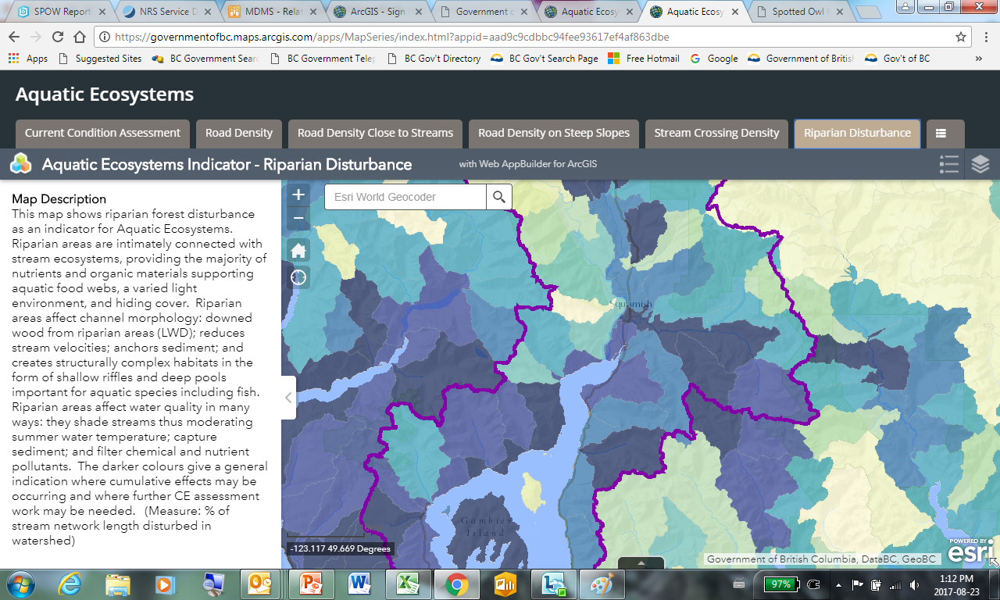 SPOW Report
NRS Service D
MDMS - Relat
ArcGIS - Sign
Government o
Aquatic Ecosy
Aquatic Ecosy
Spotted Owl
https://governmentofbc.maps.arcgis.com/apps/MapSeries/index.html?appid=aad9c9cdbbc94fee93617ef4af863dbe
Apps
Suggested Sites
BC Government Sear
BC Government Telep
BC Gov't Directory
BC Gov't Search Page
Free Hotmail
Google
Government of Britis
Gov't of BC
»
Aquatic Ecosystems
Current Condition Assessment
Road Density
Road Density Close to Streams
Road Density on Steep Slopes
Stream Crossing Density
Riparian Disturbance
Aquatic Ecosystems Indicator - Riparian Disturbance
with Web AppBuilder for ArcGIS
Map Description
This map shows riparian forest disturbance
as an indicator for Aquatic Ecosystems.
Riparian areas are intimately connected with
stream ecosystems, providing the majority of
nutrients and organic materials supporting
aquatic food webs, a varied light
environment, and hiding cover. Riparian
areas affect channel morphology: downed
wood from riparian areas (LWD); reduces
stream velocities; anchors sediment; and
creates structurally complex habitats in the
form of shallow riffles and deep pools
important for aquatic species including fish.
Riparian areas affect water quality in many
ways: they shade streams thus moderating
summer water temperature; capture
sediment; and filter chemical and nutrient
pollutants. The darker colours give a general
indication where cumulative effects may be
occurring and where further CE assessment
work may be needed. (Measure: % of
stream network length disturbed in
watershed)
+
−
Esri World Geocoder
Squamish
Gambier
Island
-123.117 49.669 Degrees
Government of British Columbia, DataBC, GeoBC
POWERED BY
esri
97%
1:12 PM
2017-08-23